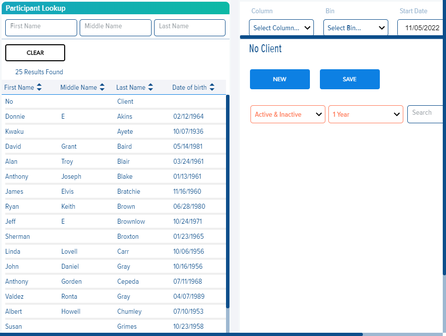 Participant Lookup
First Name Middle Name Last Name
CLEAR
25 Results Found
First Name Middle Name Last Name Date of birth
No Client
Donnie E Akins 02/12/1964
Kwaku Ayete 10/07/1936
David Grant Baird 05/14/1981
Alan Troy Blair 03/24/1961
Anthony Joseph Blake 01/13/1961
James Elvis Bratchie 11/16/1960
Ryan Keith Brown 06/28/1980
Jeff E Brownlow 10/24/1971
Sherman Broxton 01/23/1965
Linda Lovell Carr 10/06/1956
John Daniel Gray 10/16/1956
Anthony Gorden Cepeda 07/11/1968
Valdez Ronta Gray 04/07/1989
Albert Howell Chumley 07/10/1953
Susan Grimes 10/23/1958
Column Bin Start Date
Select Column... Select Bin... 11/05/2022
No Client
NEW SAVE
Active & Inactive 1 Year Search